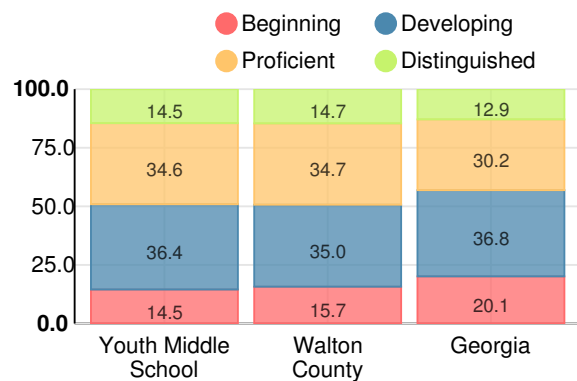 Beginning Developing
Proficient Distinguished
100.0
75.0
50.0
25.0
0.0
14.5 14.7 12.9
34.6 34.7 30.2
36.4 35.0 36.8
14.5 15.7 20.1
Youth Middle School
Walton County
Georgia